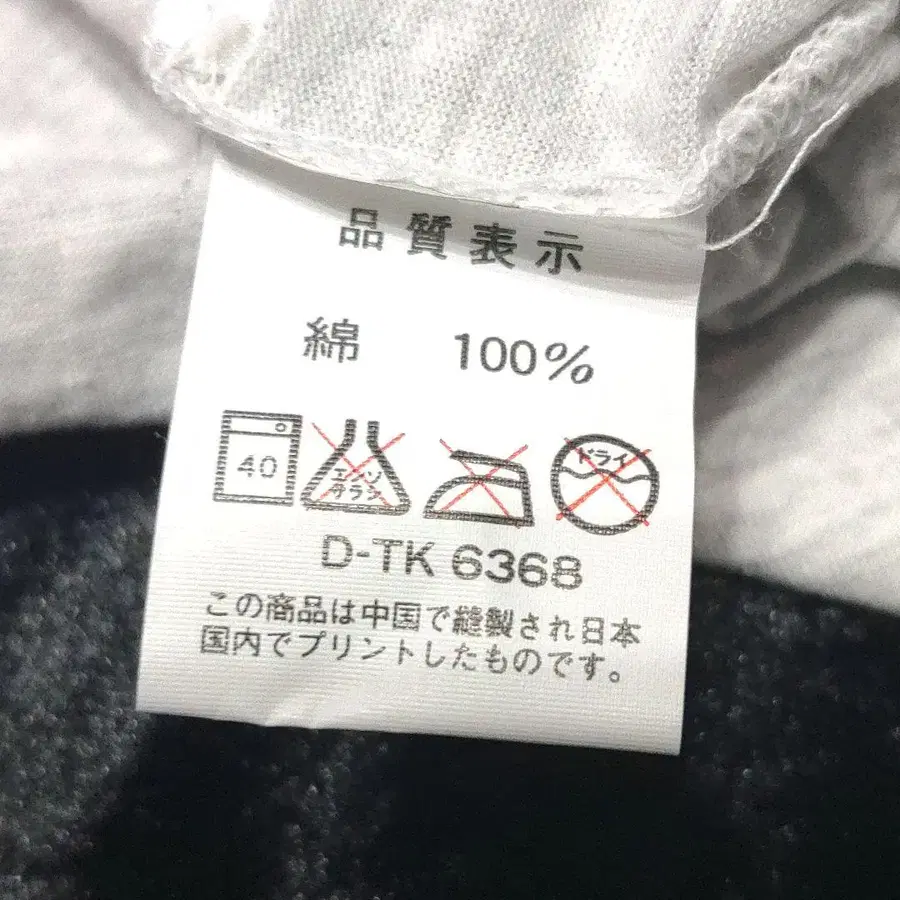 品質表示
綿 100%
40 エンソサラシ ドライ
D-TK 6368
この商品は中国で縫製され日本
国内でプリントしたものです。